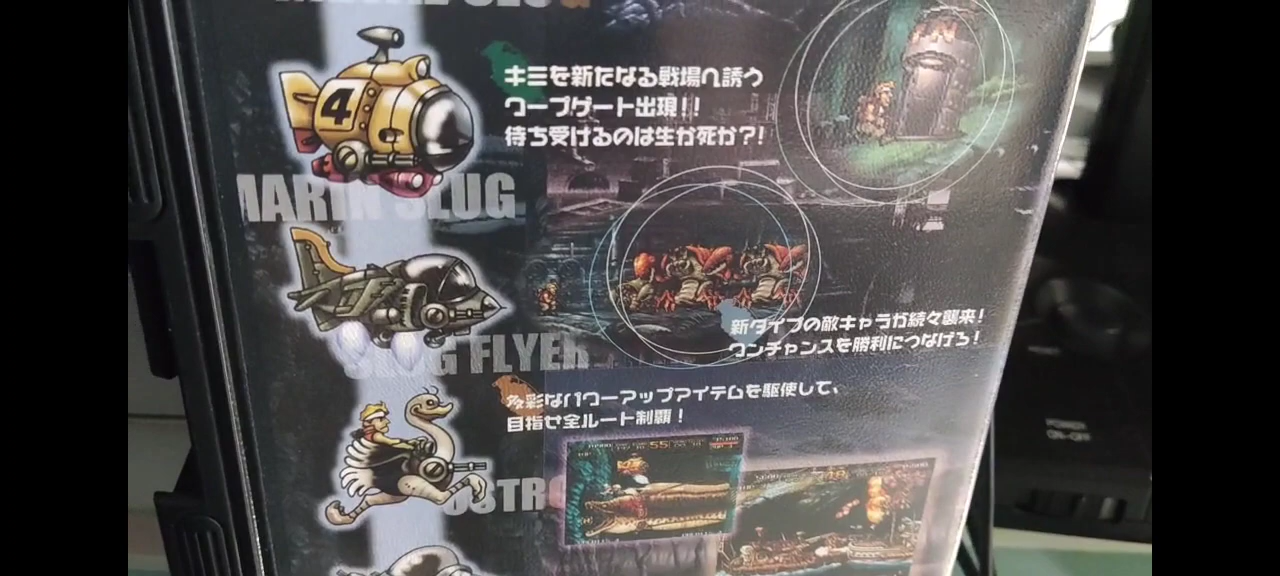 4
キミを新たなる戦場へ誘う
ワープゲート出現!!
待ち受けるのは生か死か?!
MARIN SLUG
新タイプの敵キャラが続々襲来!
ワンチャンスを勝利につなげろ!
SLUG FLYER
多彩なパワーアップアイテムを駆使して、
目指せ全ルート制覇!
OSTR
POWER
ON-OFF